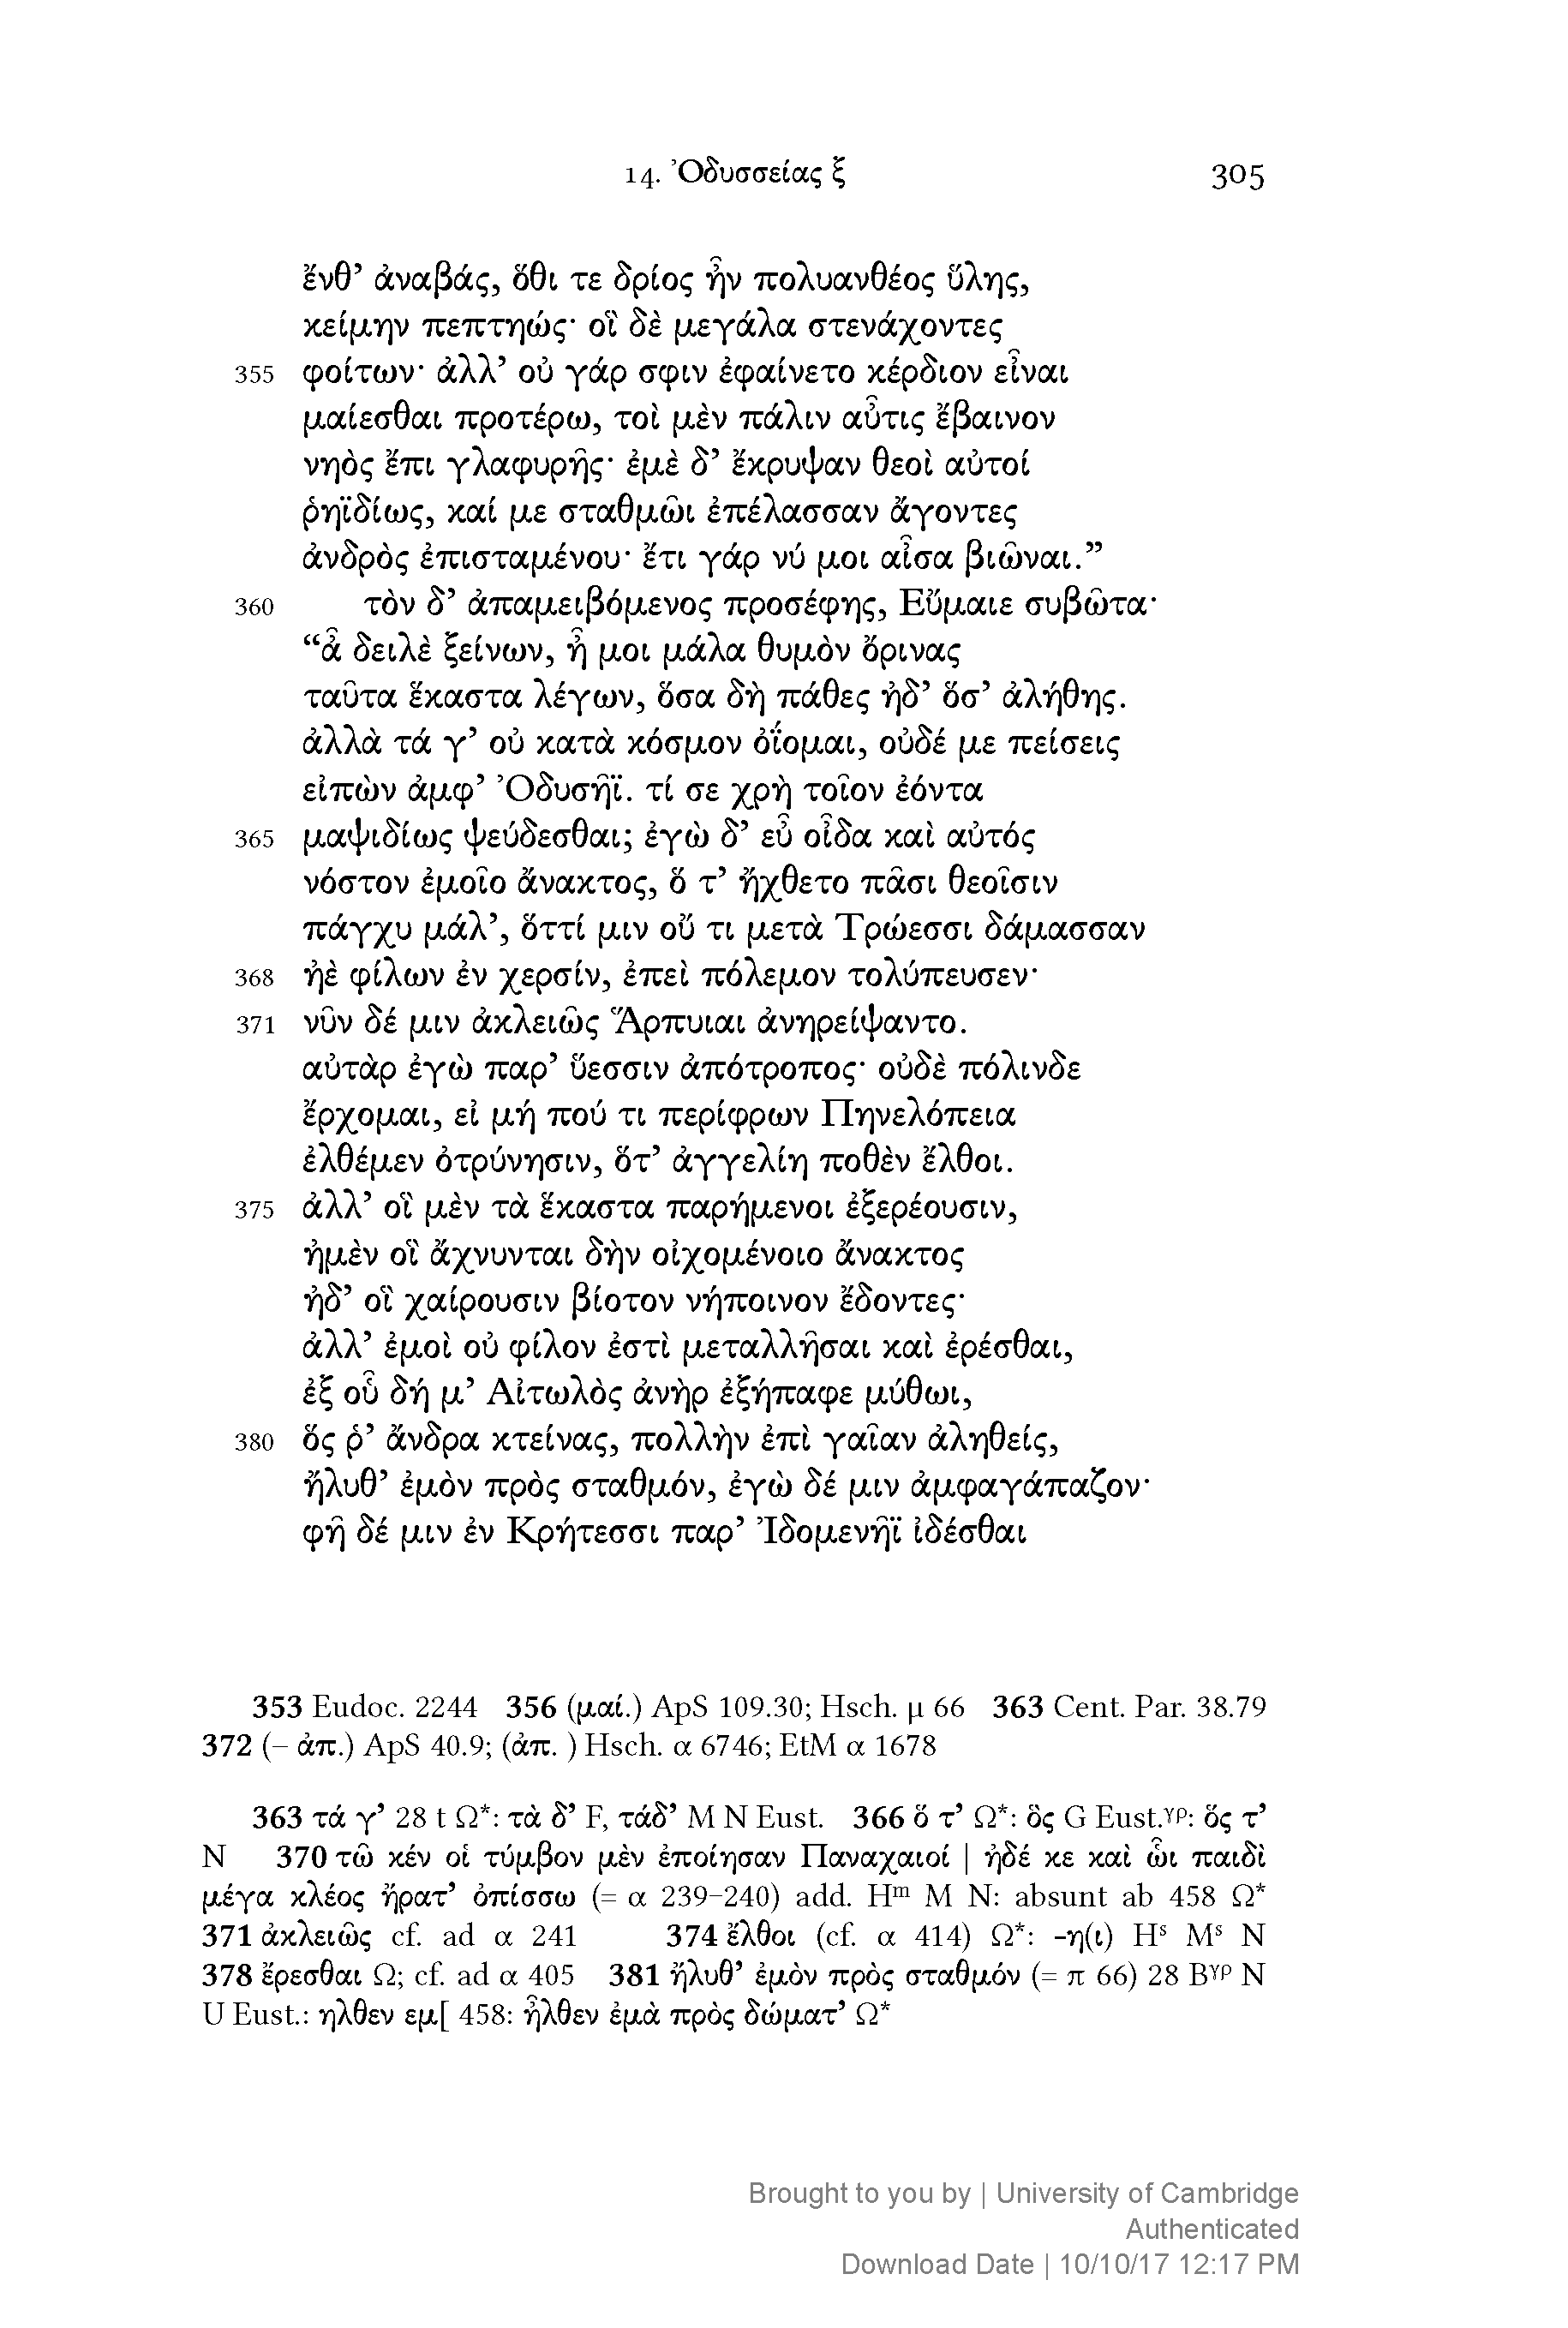 14. Ὀδυσσείας ξ 305
ἔνθ’ ἀναβάς, ὅθι τε δρίος ἦν πολυανθέος ὕλης,
κείμην πεπτηώς· οἳ δὲ μεγάλα στενάχοντες
355 φοίτων· ἀλλ’ οὐ γάρ σφιν ἐφαίνετο κέρδιον εἶναι
μαίεσθαι προτέρω, τοὶ μὲν πάλιν αὖτις ἔβαινον
νηὸς ἔπι γλαφυρῆς· ἐμὲ δ’ ἔκρυψαν θεοὶ αὐτοί
ῥηϊδίως, καί με σταθμῶι ἐπέλασσαν ἄγοντες
ἀνδρὸς ἐπισταμένου· ἔτι γάρ νύ μοι αἶσα βιῶναι.”
360 τὸν δ’ ἀπαμειβόμενος προσέφης, Εὔμαιε συβῶτα·
“ἆ δειλὲ ξείνων, ἦ μοι μάλα θυμὸν ὄρινας
ταῦτα ἕκαστα λέγων, ὅσα δὴ πάθες ἠδ’ ὅσ’ ἀλήθης.
ἀλλὰ τά γ’ οὐ κατὰ κόσμον ὀΐομαι, οὐδέ με πείσεις
εἰπὼν ἀμφ’ Ὀδυσῆϊ. τί σε χρὴ τοῖον ἐόντα
365 μαψιδίως ψεύδεσθαι; ἐγὼ δ’ εὖ οἶδα καὶ αὐτός
νόστον ἐμοῖο ἄνακτος, ὅ τ’ ἤχθετο πᾶσι θεοῖσιν
πάγχυ μάλ’, ὅττί μιν οὔ τι μετὰ Τρώεσσι δάμασσαν
368 ἠὲ φίλων ἐν χερσίν, ἐπεὶ πόλεμον τολύπευσεν·
371 νῦν δέ μιν ἀκλειῶς Ἅρπυιαι ἀνηρείψαντο.
αὐτὰρ ἐγὼ παρ’ ὕεσσιν ἀπότροπος· οὐδὲ πόλινδε
ἔρχομαι, εἰ μή πού τι περίφρων Πηνελόπεια
ἐλθέμεν ὀτρύνησιν, ὅτ’ ἀγγελίη ποθὲν ἔλθοι.
375 ἀλλ’ οἳ μὲν τὰ ἕκαστα παρήμενοι ἐξερέουσιν,
ἠμὲν οἳ ἄχνυνται δὴν οἰχομένοιο ἄνακτος
ἠδ’ οἳ χαίρουσιν βίοτον νήποινον ἔδοντες·
ἀλλ’ ἐμοὶ οὐ φίλον ἐστὶ μεταλλῆσαι καὶ ἐρέσθαι,
ἐξ οὗ δή μ’ Αἰτωλὸς ἀνὴρ ἐξήπαφε μύθωι,
380 ὅς ῥ’ ἄνδρα κτείνας, πολλὴν ἐπὶ γαῖαν ἀληθείς,
ἤλυθ’ ἐμὸν πρὸς σταθμόν, ἐγὼ δέ μιν ἀμφαγάπαζον·
φῆ δέ μιν ἐν Κρήτεσσι παρ’ Ἰδομενῆϊ ἰδέσθαι
353 Eudoc. 2244 356 (μαί.) ApS 109.30; Hsch. μ 66 363 Cent. Par. 38.79
372 (– ἀπ.) ApS 40.9; (ἀπ. ) Hsch. α 6746; EtM α 1678
363 τά γ’ 28 t Ω*: τὰ δ’ F, τάδ’ M N Eust. 366 ὅ τ’ Ω*: ὃς G Eust.γρ: ὅς τ’
N 370 τῶ κέν οἱ τύμβον μὲν ἐποίησαν Παναχαιοί | ἠδέ κε καὶ ὧι παιδὶ
μέγα κλέος ἤρατ’ ὀπίσσω (= α 239–240) add. Hm M N: absunt ab 458 Ω*
371 ἀκλειῶς cf. ad α 241 374 ἔλθοι (cf. α 414) Ω*: -η(ι) Hs Ms N
378 ἔρεσθαι Ω; cf. ad α 405 381 ἤλυθ’ ἐμὸν πρὸς σταθμόν (= π 66) 28 Bγρ N
U Eust.: ηλθεν εμ[ 458: ἦλθεν ἐμὰ πρὸς δώματ’ Ω*
Brought to you by | University of Cambridge
Authenticated
Download Date | 10/10/17 12:17 PM